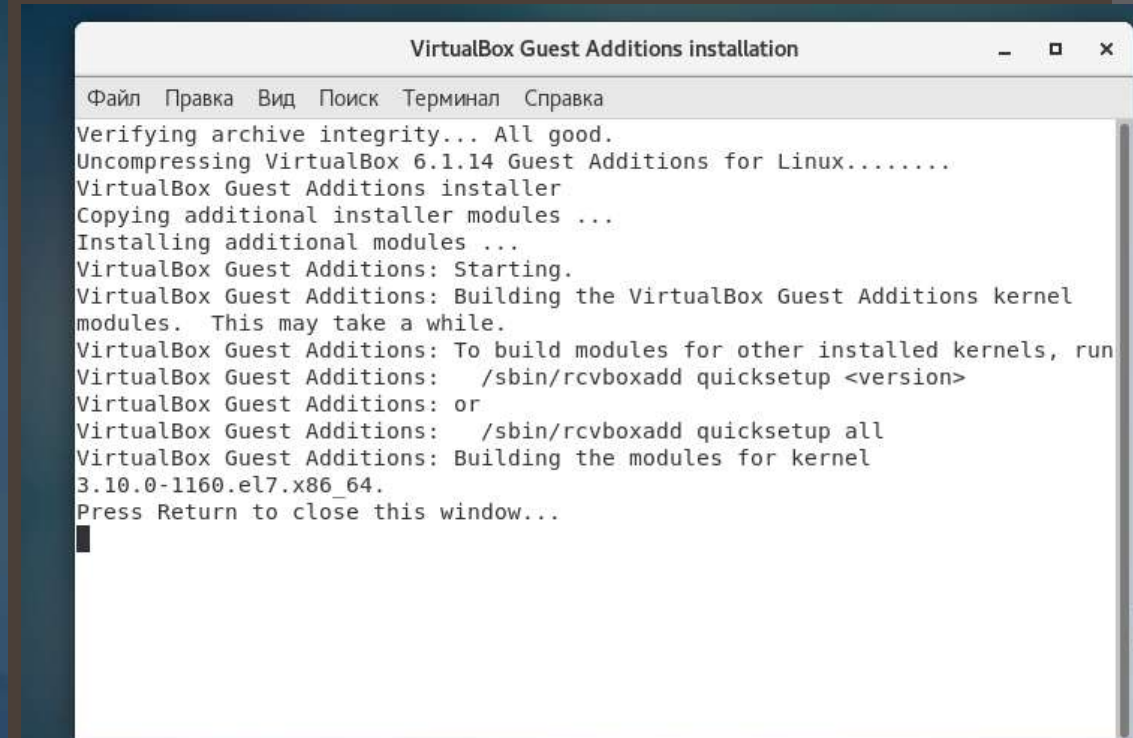 VirtualBox Guest Additions installation
Файл Правка Вид Поиск Терминал Справка
Verifying archive integrity... All good.
Uncompressing VirtualBox 6.1.14 Guest Additions for Linux........
VirtualBox Guest Additions installer
Copying additional installer modules ...
Installing additional modules ...
VirtualBox Guest Additions: Starting.
VirtualBox Guest Additions: Building the VirtualBox Guest Additions kernel
modules.  This may take a while.
VirtualBox Guest Additions: To build modules for other installed kernels, run
VirtualBox Guest Additions:   /sbin/rcvboxadd quicksetup <version>
VirtualBox Guest Additions: or
VirtualBox Guest Additions:   /sbin/rcvboxadd quicksetup all
VirtualBox Guest Additions: Building the modules for kernel
3.10.0-1160.el7.x86_64.
Press Return to close this window...